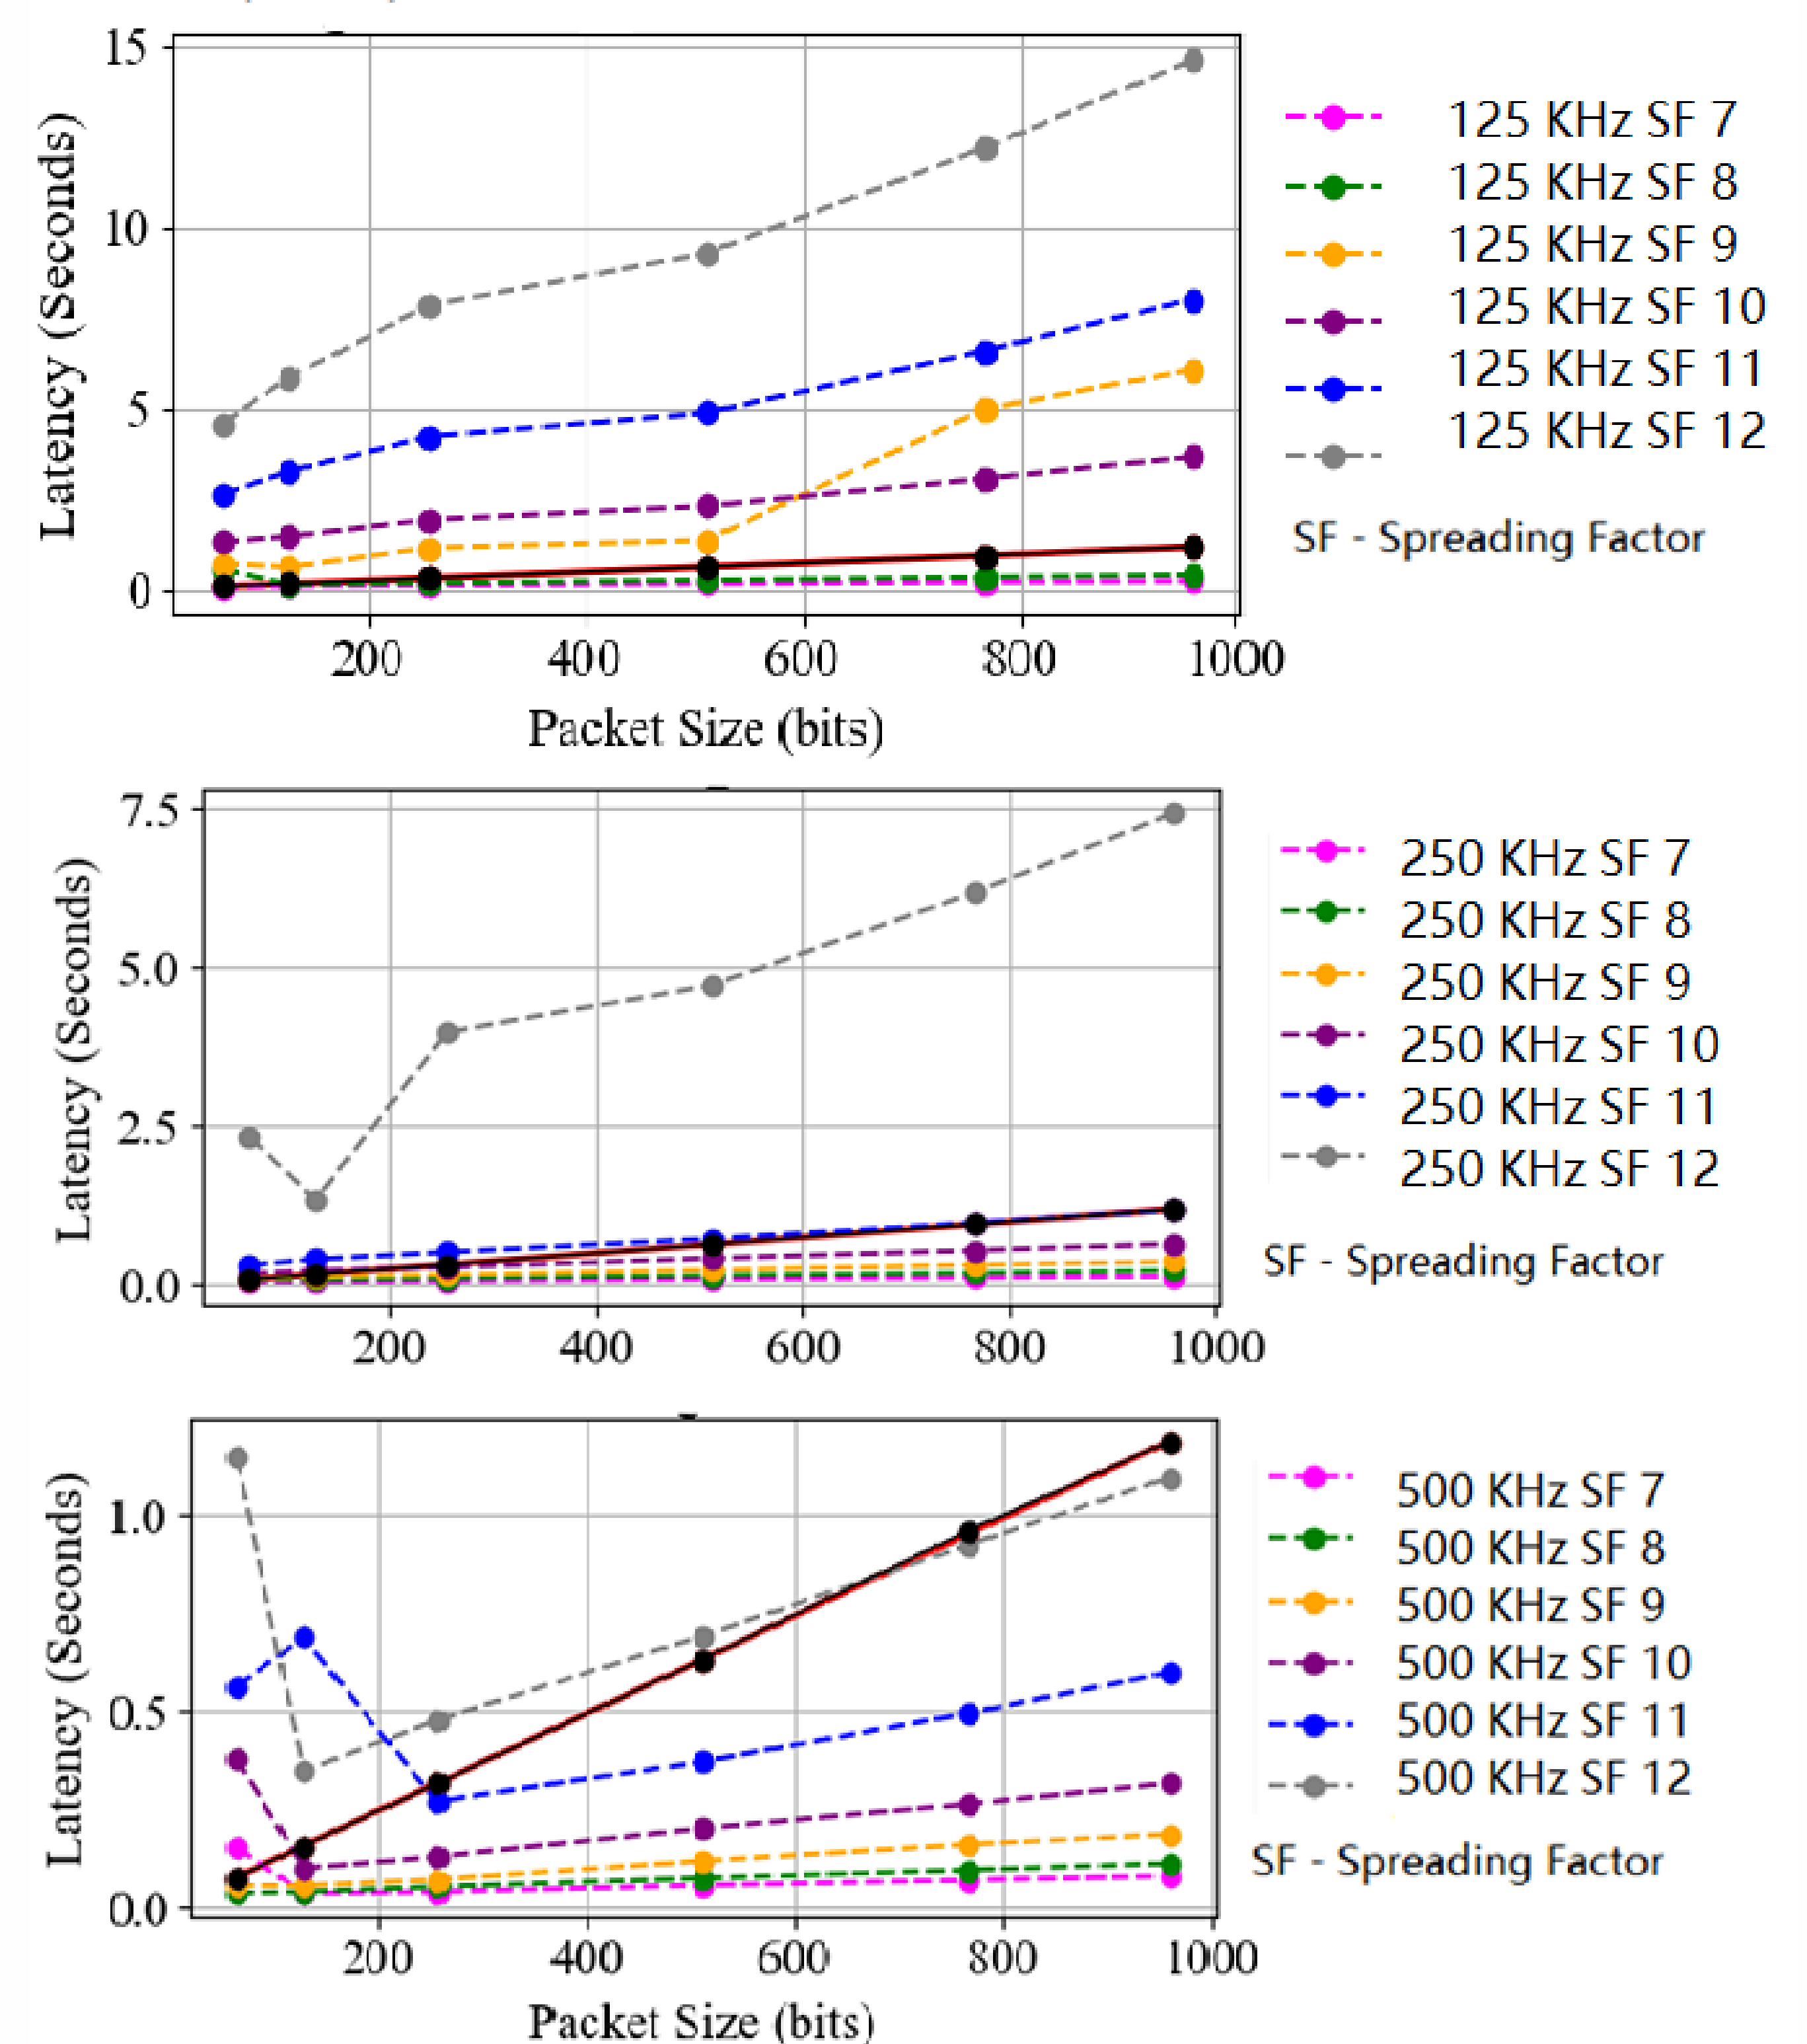 15
10
5
0
Latency (Seconds)
200 400 600 800 1000
Packet Size (bits)
125 KHz SF 7
125 KHz SF 8
125 KHz SF 9
125 KHz SF 10
125 KHz SF 11
125 KHz SF 12
SF - Spreading Factor
7.5
5.0
2.5
0.0
Latency (Seconds)
200 400 600 800 1000
250 KHz SF 7
250 KHz SF 8
250 KHz SF 9
250 KHz SF 10
250 KHz SF 11
250 KHz SF 12
SF - Spreading Factor
1.0
0.5
0.0
Latency (Seconds)
200 400 600 800 1000
Packet Size (bits)
500 KHz SF 7
500 KHz SF 8
500 KHz SF 9
500 KHz SF 10
500 KHz SF 11
500 KHz SF 12
SF - Spreading Factor